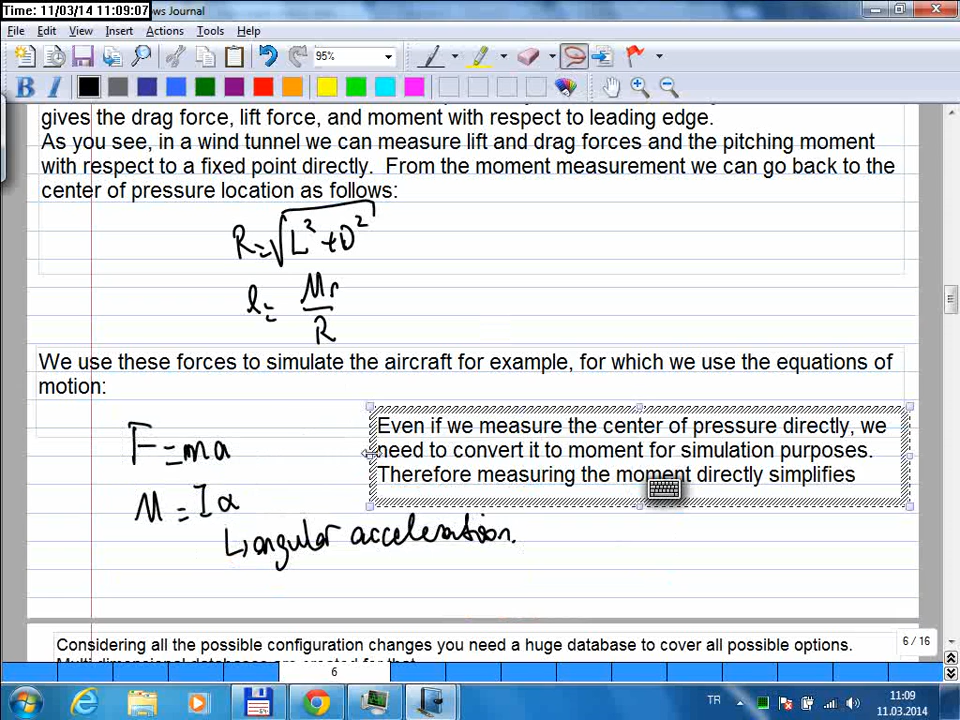 Time: 11/03/14 11:09:07 ows Journal
File Edit View Insert Actions Tools Help
95%
B I
gives the drag force, lift force, and moment with respect to leading edge.
As you see, in a wind tunnel we can measure lift and drag forces and the pitching moment
with respect to a fixed point directly. From the moment measurement we can go back to the
center of pressure location as follows:
R=√L²+D²
l= Mr/R
We use these forces to simulate the aircraft for example, for which we use the equations of
motion:
Even if we measure the center of pressure directly, we
need to convert it to moment for simulation purposes.
Therefore measuring the moment directly simplifies
F=ma
M=Iα
angular acceleration.
Considering all the possible configuration changes you need a huge database to cover all possible options.
6 / 16
6
TR
11:09
11.03.2014